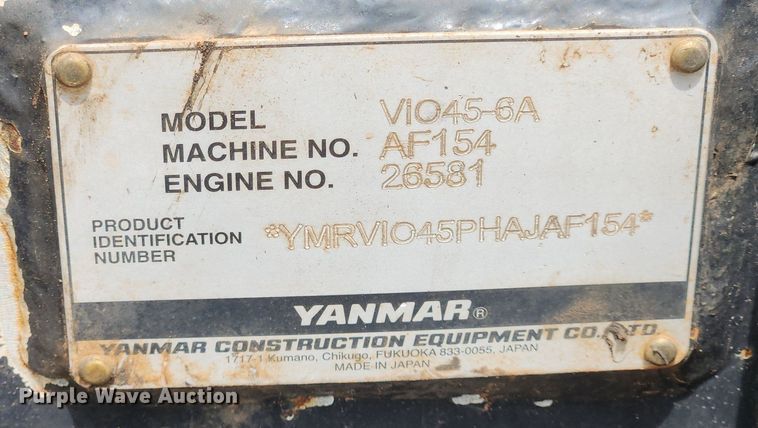 MODEL VIO45-6A
MACHINE NO. AF154
ENGINE NO. 26581
PRODUCT
IDENTIFICATION
NUMBER
*YMRVIO45PHAJAF154*
YANMAR®
YANMAR CONSTRUCTION EQUIPMENT CO., LTD.
1717-1 Kumano, Chikugo, FUKUOKA 833-0055, JAPAN
MADE IN JAPAN
Purple Wave Auction